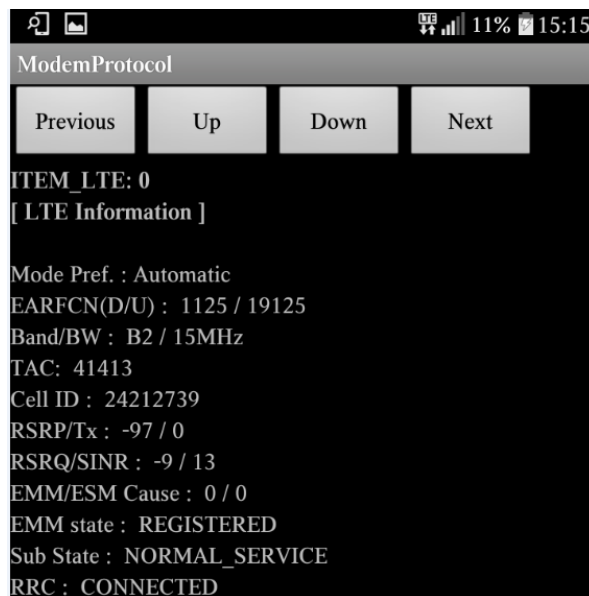 LTE 11% 15:15
ModemProtocol
Previous Up Down Next
ITEM_LTE: 0
[ LTE Information ]
Mode Pref. : Automatic
EARFCN(D/U) : 1125 / 19125
Band/BW : B2 / 15MHz
TAC: 41413
Cell ID : 24212739
RSRP/Tx : -97 / 0
RSRQ/SINR : -9 / 13
EMM/ESM Cause : 0 / 0
EMM state : REGISTERED
Sub State : NORMAL_SERVICE
RRC : CONNECTED